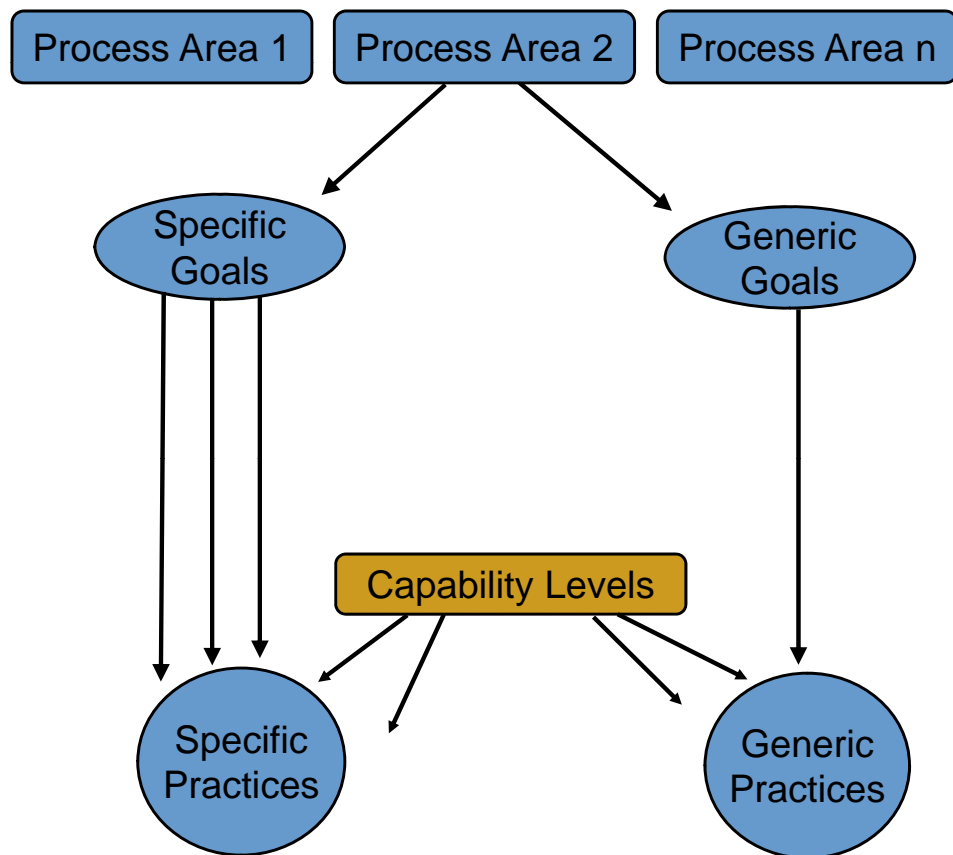 Process Area 1
Process Area 2
Process Area n
Specific
Goals
Generic
Goals
Capability Levels
Specific
Practices
Generic
Practices